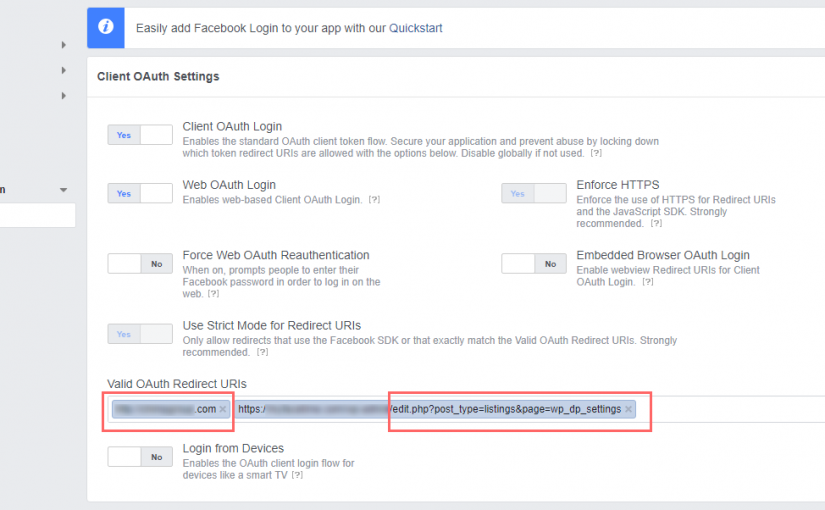 Easily add Facebook Login to your app with our Quickstart
Client OAuth Settings
Yes
Client OAuth Login
Enables the standard OAuth client token flow. Secure your application and prevent abuse by locking down
which token redirect URIs are allowed with the options below. Disable globally if not used. [?]
Yes
Web OAuth Login
Enables web-based Client OAuth Login. [?]
Yes
Enforce HTTPS
Enforce the use of HTTPS for Redirect URIs
and the JavaScript SDK. Strongly
recommended. [?]
n
No
Force Web OAuth Reauthentication
When on, prompts people to enter their
Facebook password in order to log in on the
web. [?]
No
Embedded Browser OAuth Login
Enable webview Redirect URIs for Client
OAuth Login. [?]
Yes
Use Strict Mode for Redirect URIs
Only allow redirects that use the Facebook SDK or that exactly match the Valid OAuth Redirect URIs. Strongly
recommended. [?]
Valid OAuth Redirect URIs
.com × https:/ /edit.php?post_type=listings&page=wp_dp_settings ×
No
Login from Devices
Enables the OAuth client login flow for
devices like a smart TV [?]